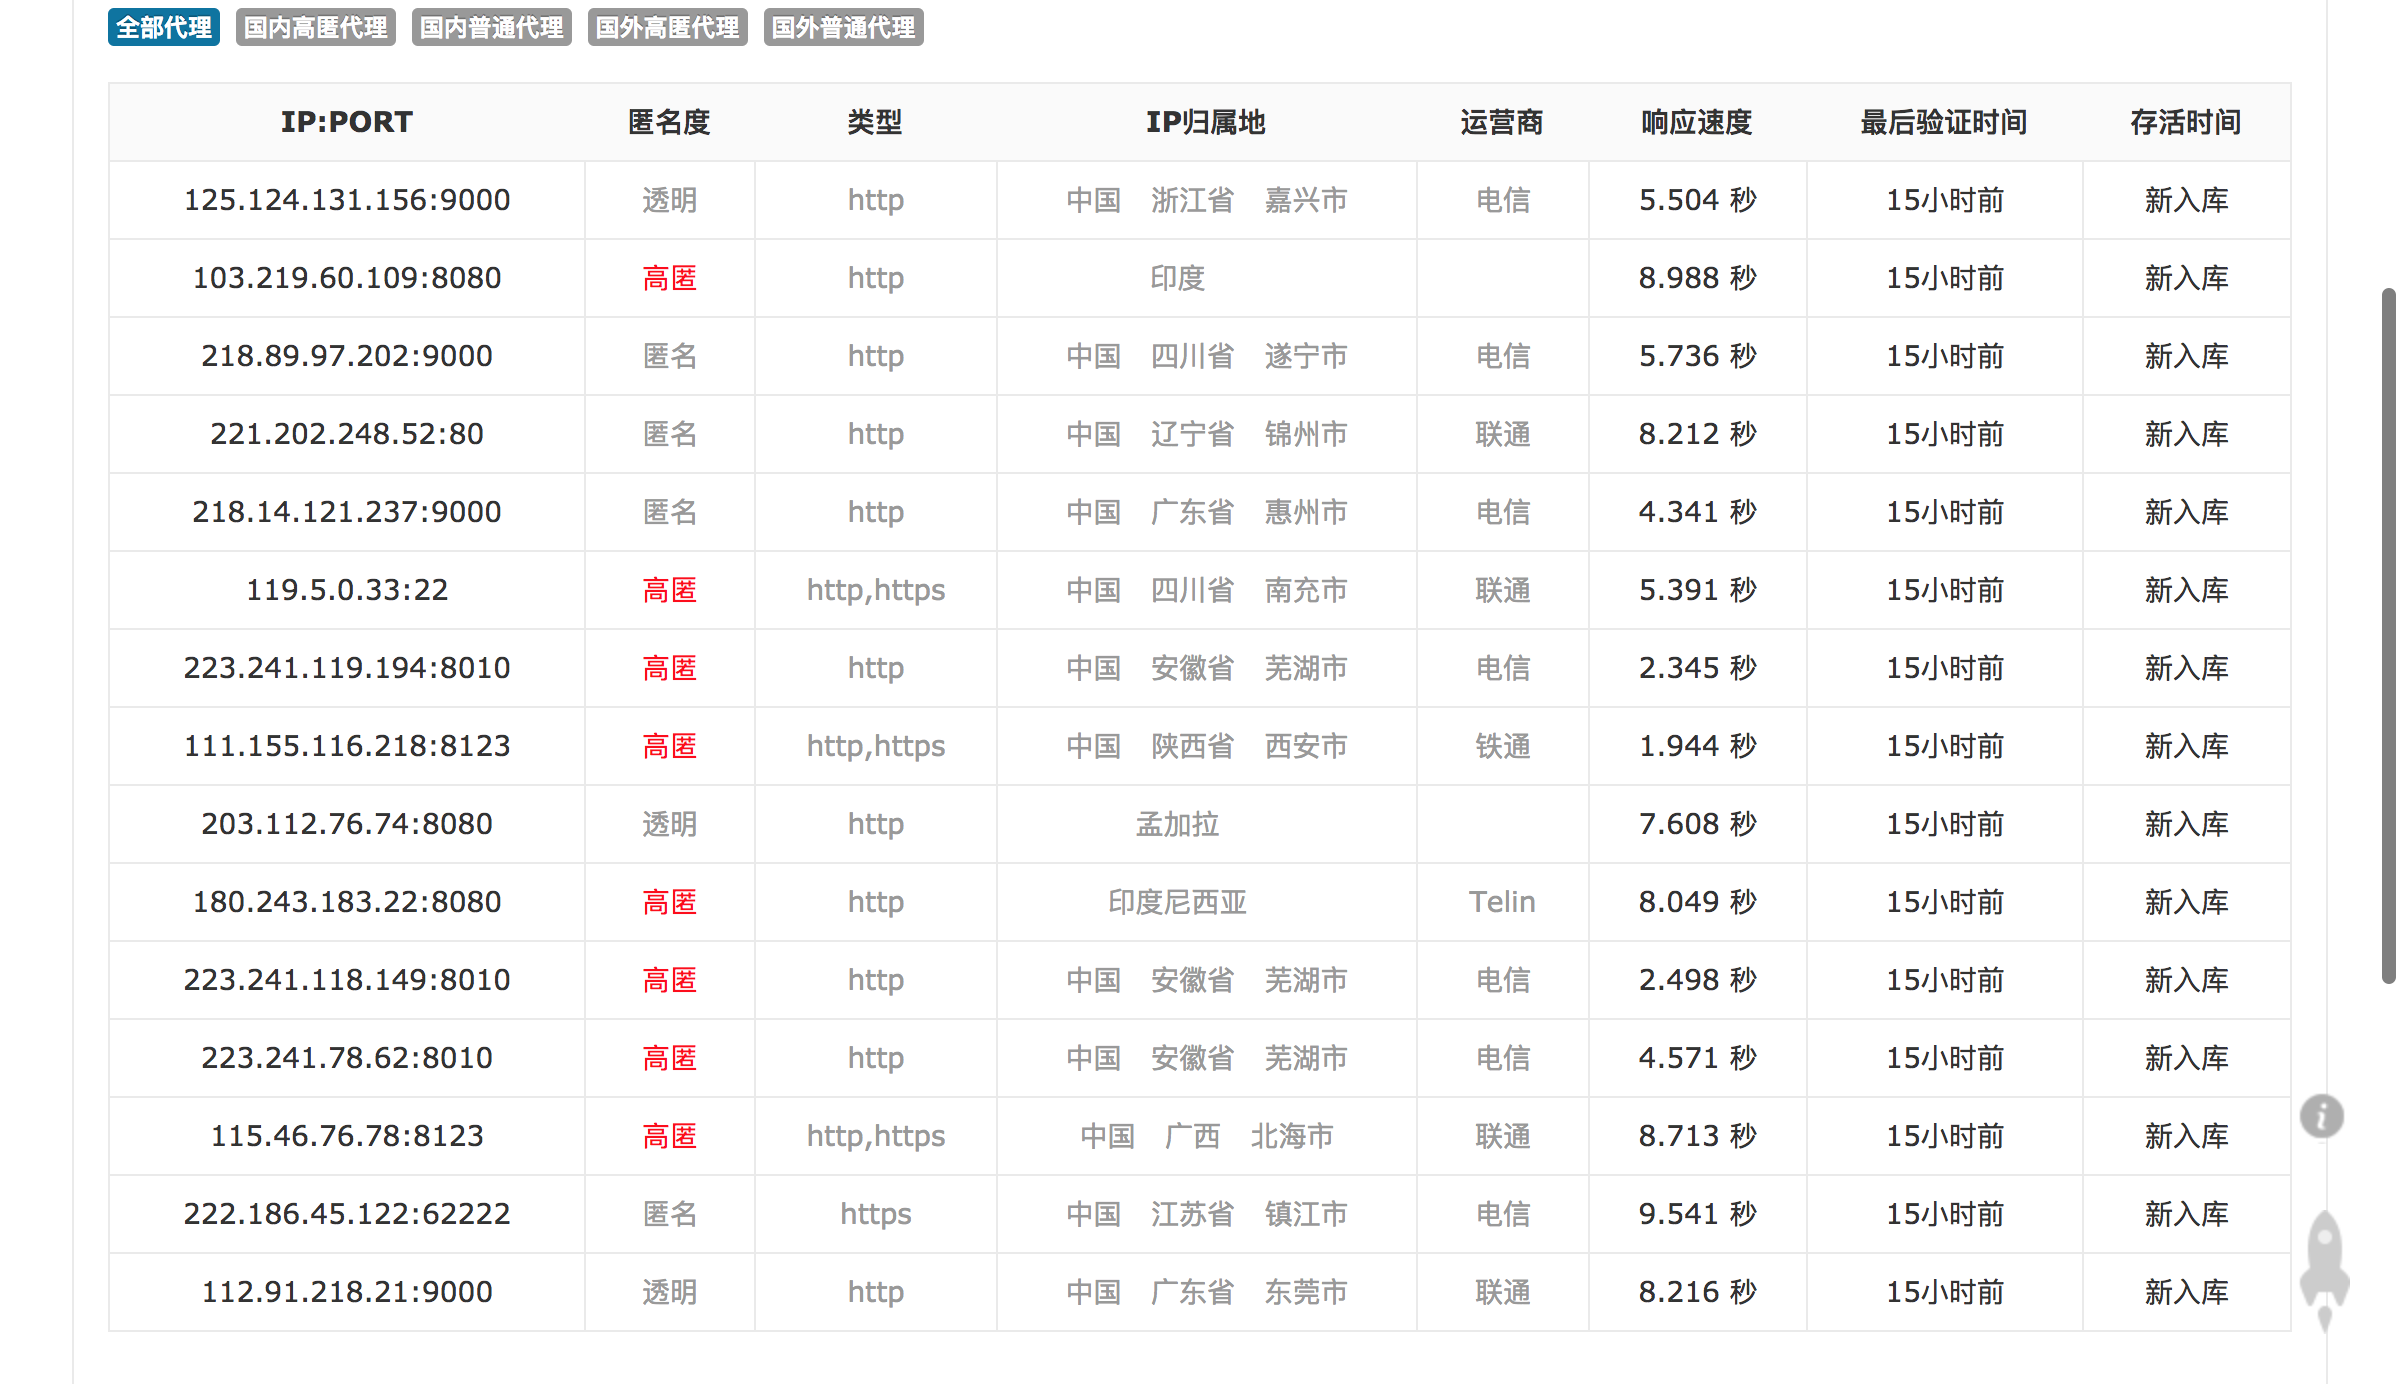 全部代理 国内高匿代理 国内普通代理 国外高匿代理 国外普通代理
IP:PORT 匿名度 类型 IP归属地 运营商 响应速度 最后验证时间 存活时间
125.124.131.156:9000 透明 http 中国 浙江省 嘉兴市 电信 5.504 秒 15小时前 新入库
103.219.60.109:8080 高匿 http 印度 8.988 秒 15小时前 新入库
218.89.97.202:9000 匿名 http 中国 四川省 遂宁市 电信 5.736 秒 15小时前 新入库
221.202.248.52:80 匿名 http 中国 辽宁省 锦州市 联通 8.212 秒 15小时前 新入库
218.14.121.237:9000 匿名 http 中国 广东省 惠州市 电信 4.341 秒 15小时前 新入库
119.5.0.33:22 高匿 http,https 中国 四川省 南充市 联通 5.391 秒 15小时前 新入库
223.241.119.194:8010 高匿 http 中国 安徽省 芜湖市 电信 2.345 秒 15小时前 新入库
111.155.116.218:8123 高匿 http,https 中国 陕西省 西安市 铁通 1.944 秒 15小时前 新入库
203.112.76.74:8080 透明 http 孟加拉 7.608 秒 15小时前 新入库
180.243.183.22:8080 高匿 http 印度尼西亚 Telin 8.049 秒 15小时前 新入库
223.241.118.149:8010 高匿 http 中国 安徽省 芜湖市 电信 2.498 秒 15小时前 新入库
223.241.78.62:8010 高匿 http 中国 安徽省 芜湖市 电信 4.571 秒 15小时前 新入库
115.46.76.78:8123 高匿 http,https 中国 广西 北海市 联通 8.713 秒 15小时前 新入库
222.186.45.122:62222 匿名 https 中国 江苏省 镇江市 电信 9.541 秒 15小时前 新入库
112.91.218.21:9000 透明 http 中国 广东省 东莞市 联通 8.216 秒 15小时前 新入库